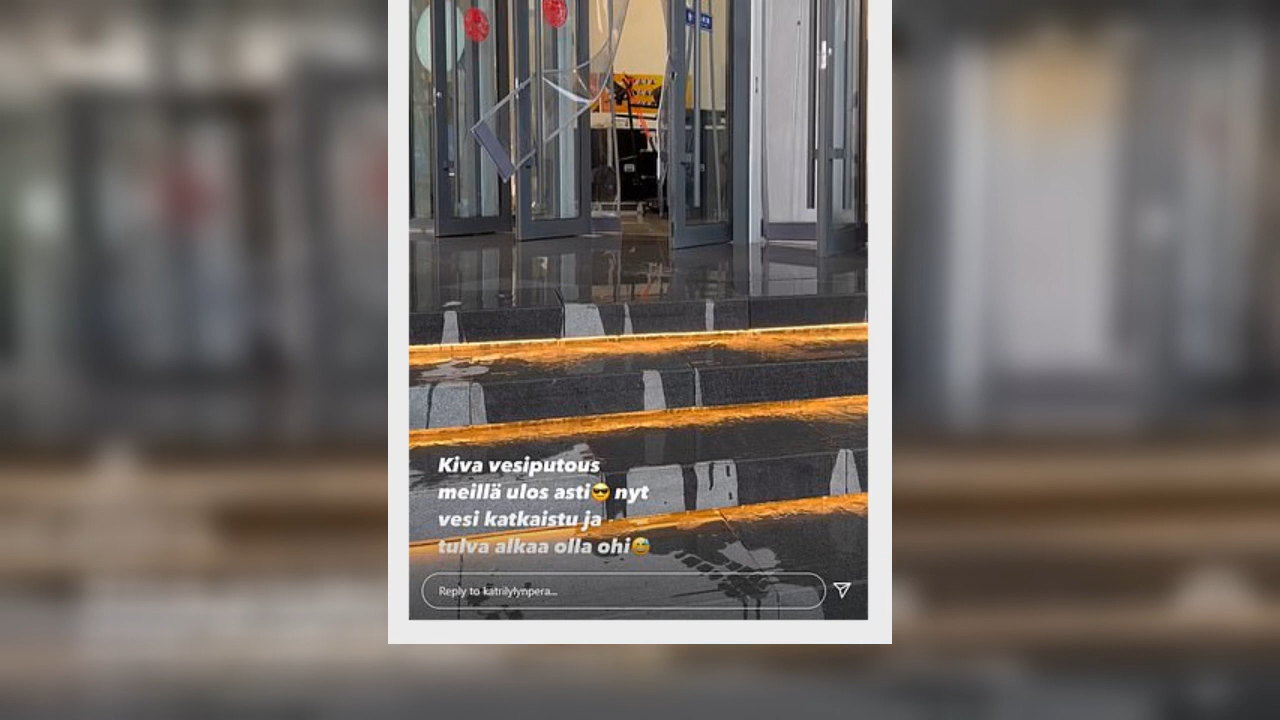 Kiva vesiputous
meillä ulos asti😎 nyt
vesi katkaistu ja
tulva alkaa olla ohi😅
Reply to katrilylynpera...